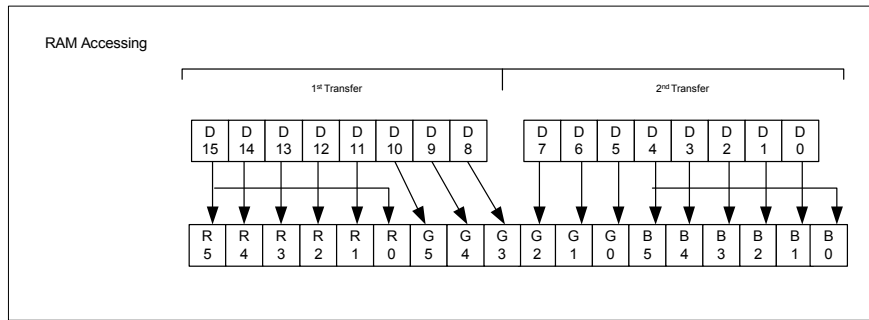 RAM Accessing
1st Transfer 2nd Transfer
D D D D D D D D D D D D D D D D
15 14 13 12 11 10 9 8 7 6 5 4 3 2 1 0
R R R R R R G G G G G G B B B B B B
5 4 3 2 1 0 5 4 3 2 1 0 5 4 3 2 1 0